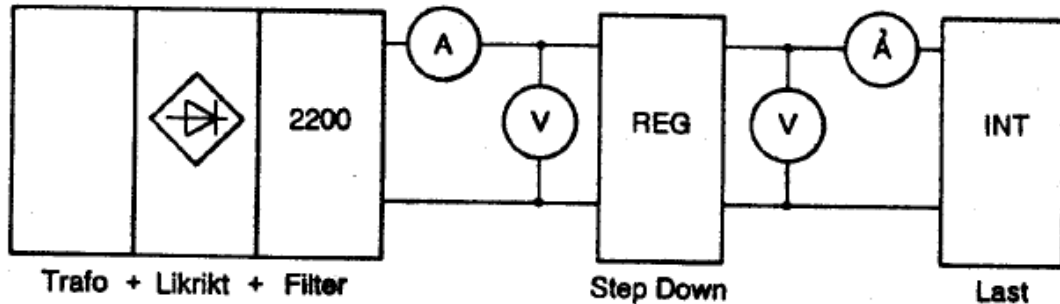 A
2200
V
REG
V
À
INT
Trafo + Likrikt + Filter
Step Down
Last